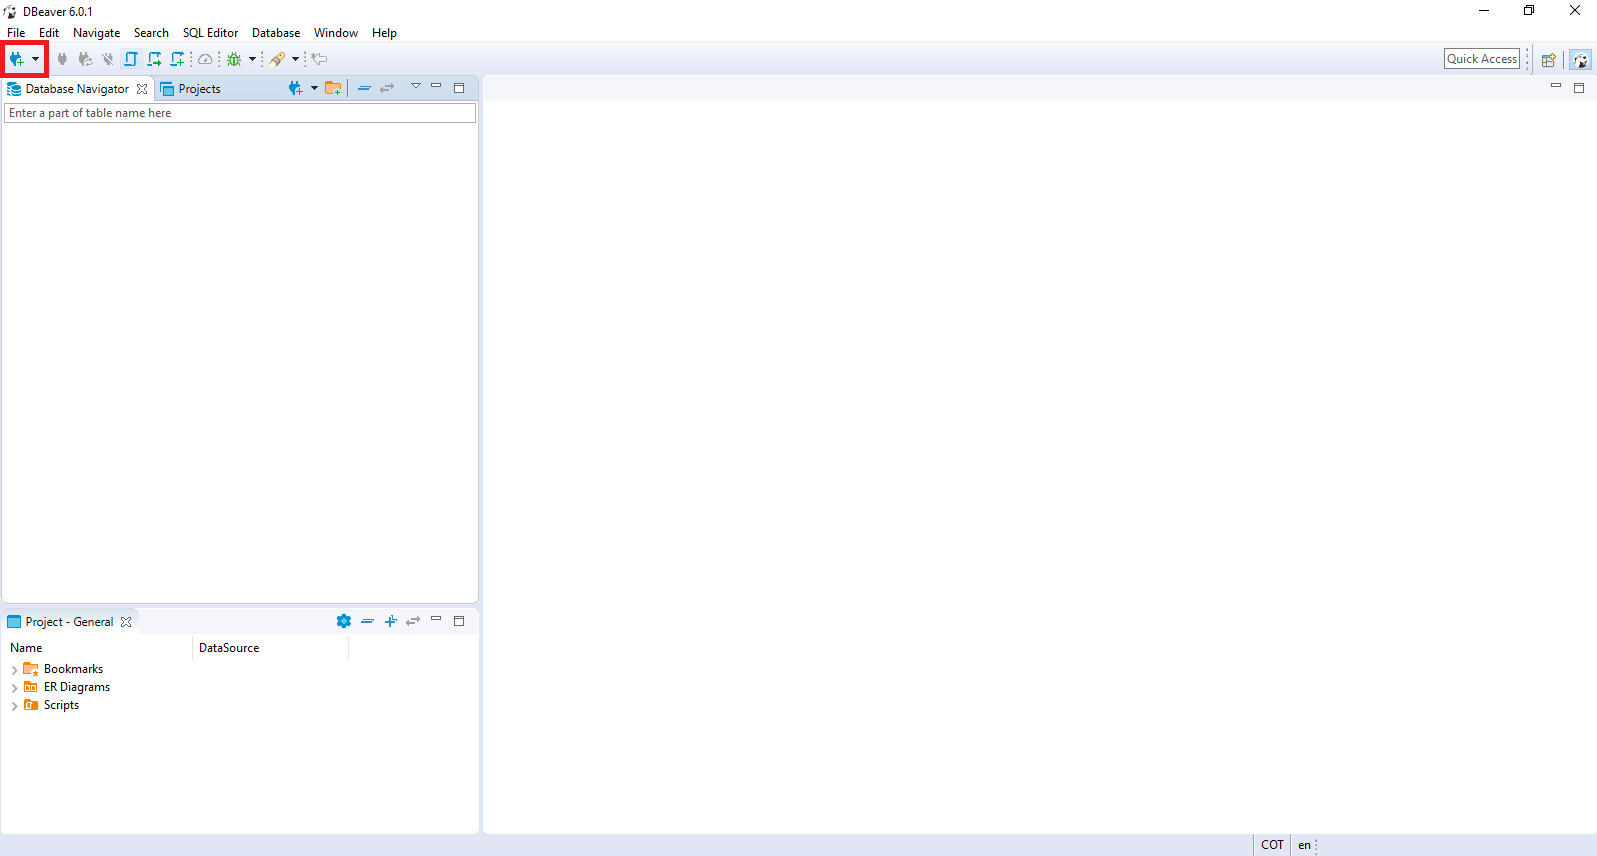 DBeaver 6.0.1
File Edit Navigate Search SQL Editor Database Window Help
Quick Access
Database Navigator Projects
Enter a part of table name here
Project - General
Name DataSource
Bookmarks
ER Diagrams
Scripts
COT en